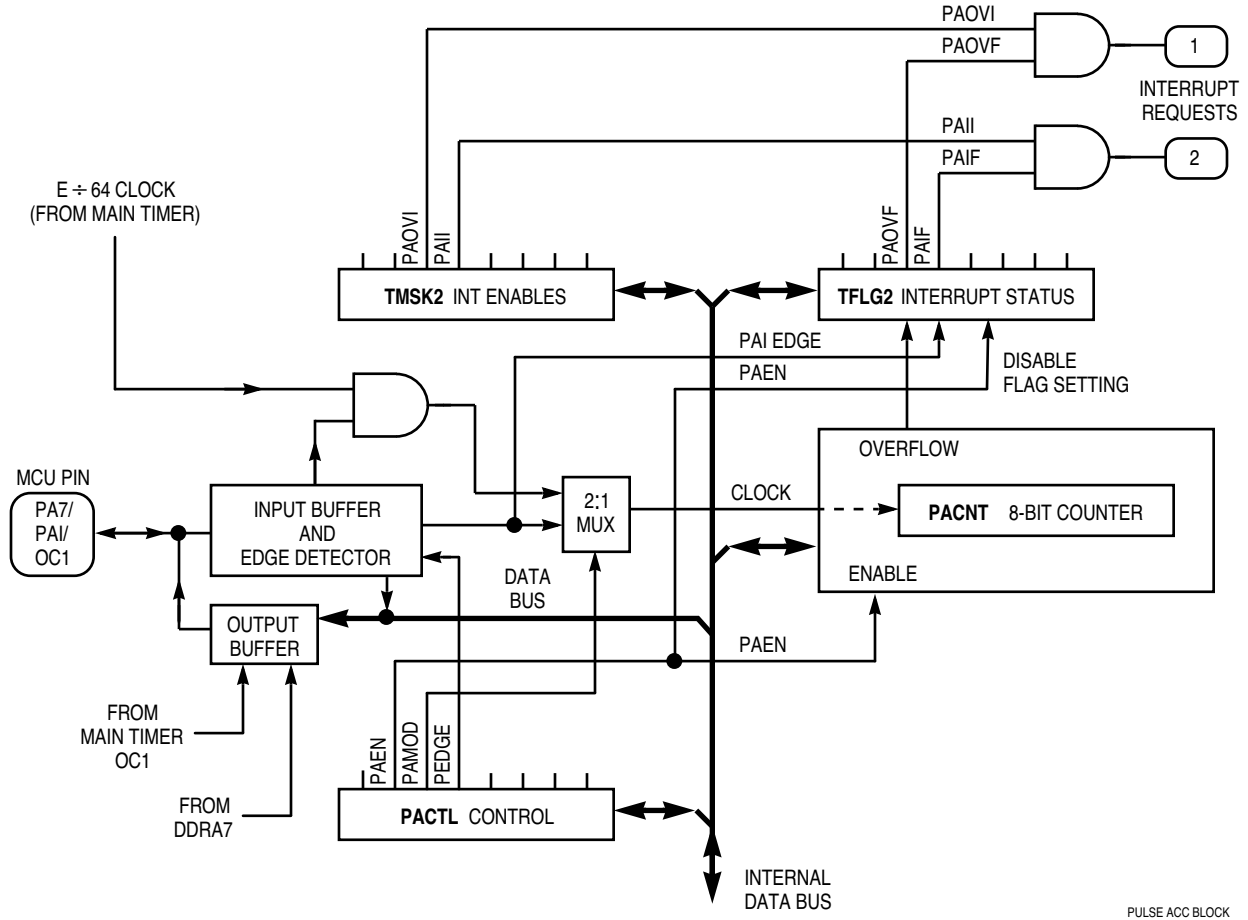 PAOVI
PAOVF
1
INTERRUPT
REQUESTS
PAII
PAIF
2
E ÷ 64 CLOCK
(FROM MAIN TIMER)
PAOVI
PAII
PAOVF
PAIF
TMSK2 INT ENABLES
TFLG2 INTERRUPT STATUS
PAI EDGE
PAEN
DISABLE
FLAG SETTING
OVERFLOW
MCU PIN
PA7/
PAI/
OC1
INPUT BUFFER
AND
EDGE DETECTOR
2:1
MUX
CLOCK
PACNT 8-BIT COUNTER
ENABLE
DATA
BUS
OUTPUT
BUFFER
PAEN
FROM
MAIN TIMER
OC1
PAEN
PAMOD
PEDGE
FROM
DDRA7
PACTL CONTROL
INTERNAL
DATA BUS
PULSE ACC BLOCK